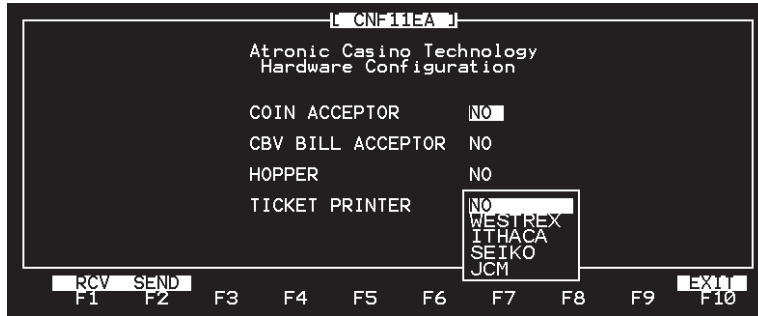 [ CNF11EA ]
Atronic Casino Technology
Hardware Configuration
COIN ACCEPTOR NO
CBV BILL ACCEPTOR NO
HOPPER NO
TICKET PRINTER NO
WESTREX
ITHACA
SEIKO
JCM
RCV SEND EXIT
F1 F2 F3 F4 F5 F6 F7 F8 F9 F10